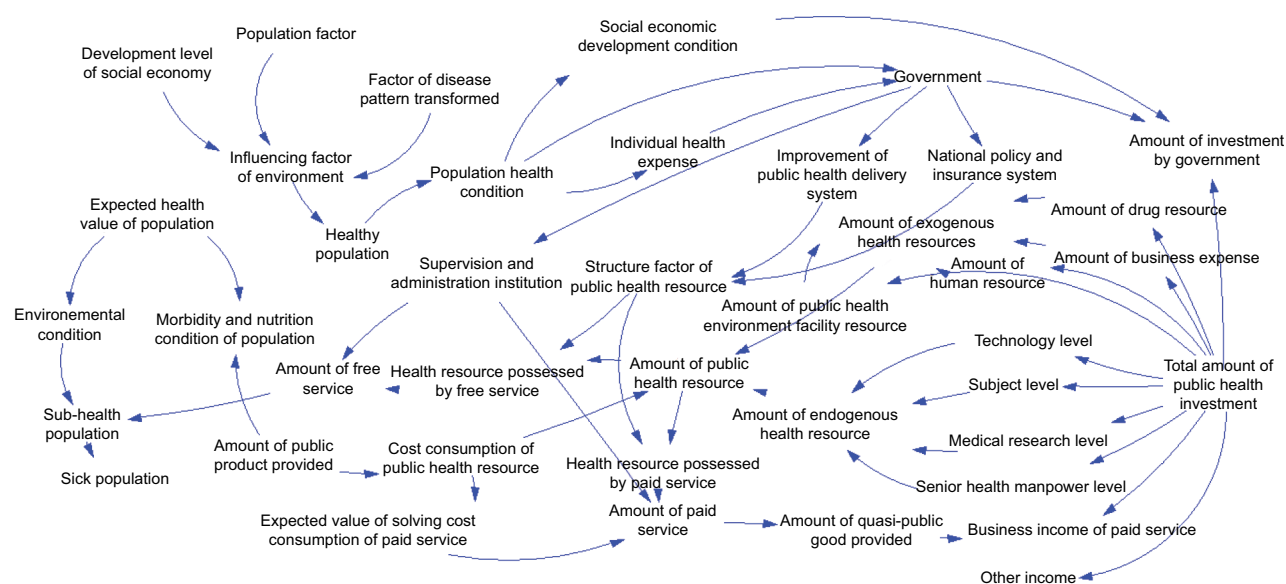 Social economic
development condition
Population factor
Development level
of social economy
Factor of disease
pattern transformed
Government
Individual health
expense
Amount of investment
by government
Influencing factor
of environment
Population health
condition
Improvement of
public health delivery
system
National policy and
insurance system
Expected health
value of population
Healthy
population
Amount of drug resource
Amount of exogenous
health resources
Supervision and
administration institution
Structure factor of
public health resource
Amount of
human resource
Amount of business expense
Environemental
condition
Morbidity and nutrition
condition of population
Amount of public health
environment facility resource
Technology level
Amount of free
service
Health resource possessed
by free service
Amount of public
health resource
Total amount of
public health
investment
Subject level
Sub-health
population
Amount of endogenous
health resource
Amount of public
product provided
Cost consumption of
public health resource
Medical research level
Sick population
Health resource possessed
by paid service
Senior health manpower level
Expected value of solving cost
consumption of paid service
Amount of paid
service
Amount of quasi-public
good provided
Business income of paid service
Other income